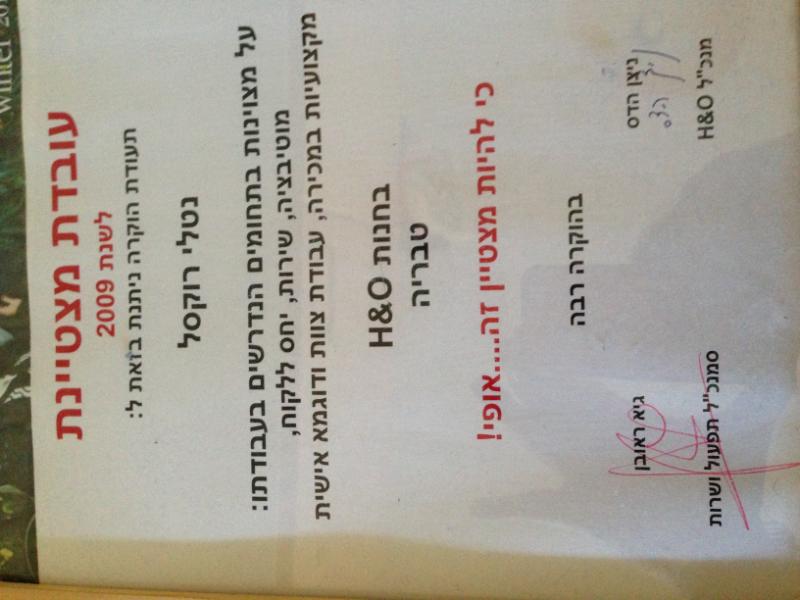 winter
עובדת מצטיינת
לשנת 2009
תעודת הוקרה ניתנת בזאת ל:
נטלי רוקסל
על מצוינות בתחומים הנדרשים בעבודתו:
מוטיבציה, שירות, יחס ללקוח,
מקצועיות במכירה, עבודת צוות ודוגמא אישית
בחנות H&O
טבריה
כי להיות מצטיין זה....אופי!
בהוקרה רבה
ניצן הדס
מנכ"ל H&O
גיא ראובן
סמנכ"ל תפעול ושרות